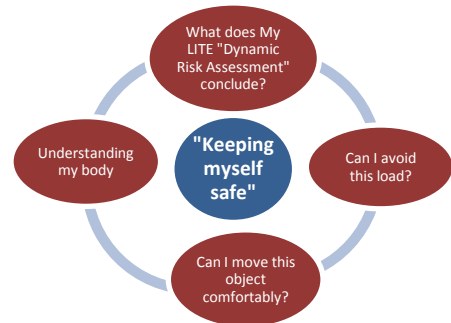 What does My
LITE "Dynamic
Risk Assessment"
conclude?
Understanding
my body
"Keeping
myself
safe"
Can I avoid
this load?
Can I move this
object
comfortably?